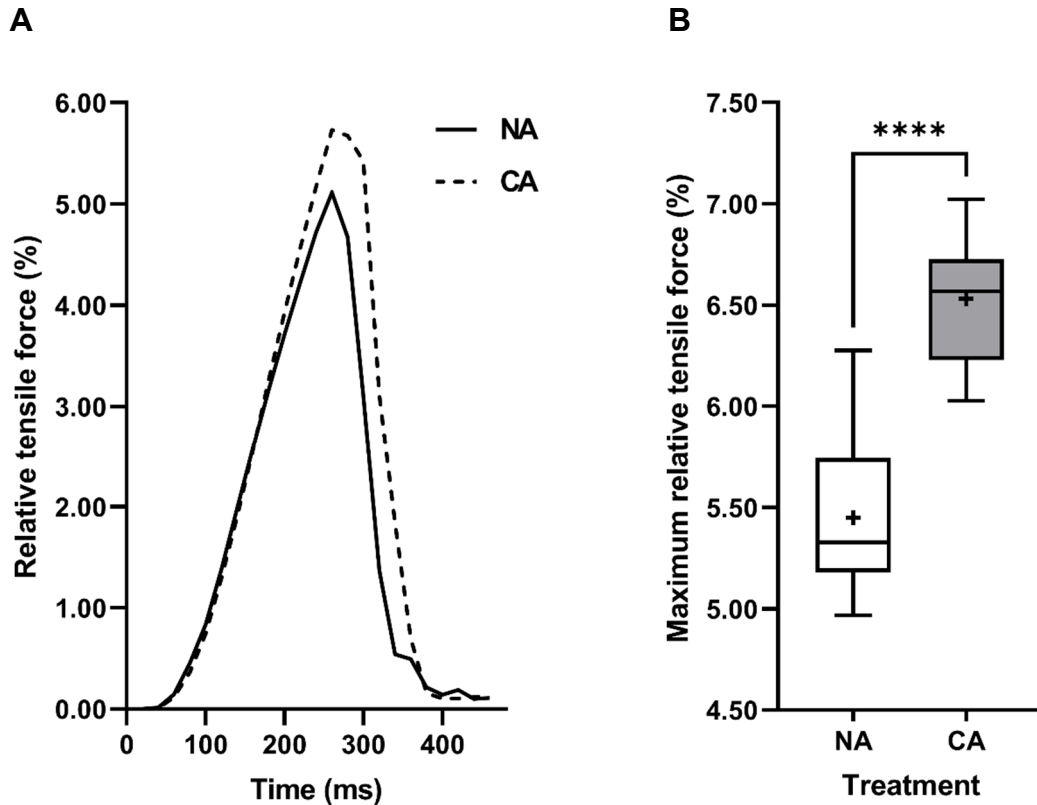 A
Relative tensile force (%)
6.00
5.00
4.00
3.00
2.00
1.00
0.00
0 100 200 300 400
Time (ms)
NA
CA
B
Maximum relative tensile force (%)
7.50
7.00
6.50
6.00
5.50
5.00
4.50
****
NA CA
Treatment